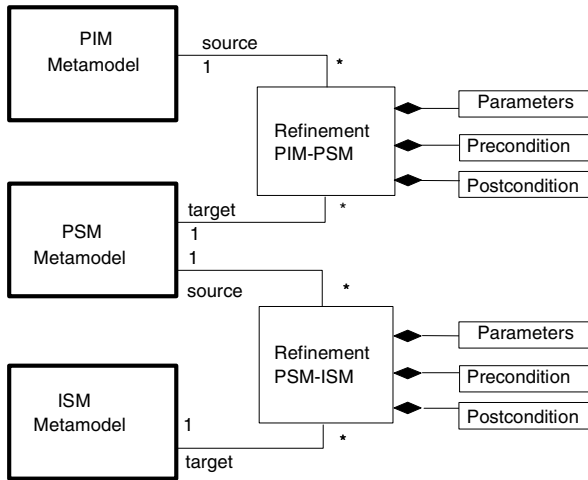 PIM
Metamodel
source
1
*
Refinement
PIM-PSM
Parameters
Precondition
Postcondition
PSM
Metamodel
target
*
1
1
source
*
Refinement
PSM-ISM
Parameters
Precondition
Postcondition
ISM
Metamodel
1
*
target